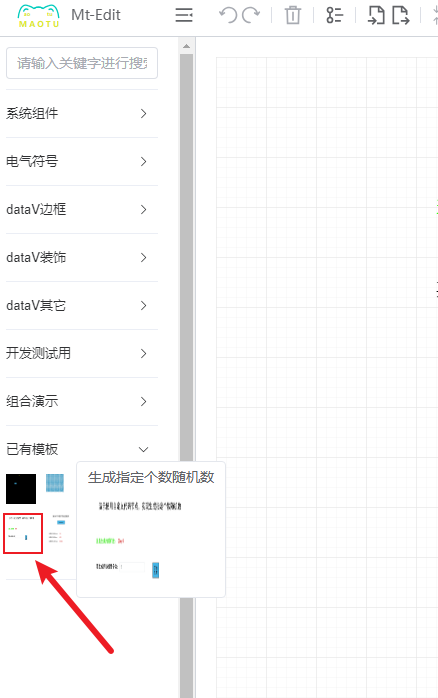 MAOTU
Mt-Edit
请输入关键字进行搜索
系统组件
电气符号
dataV边框
dataV装饰
dataV其它
开发测试用
组合演示
已有模板
生成指定个数随机数